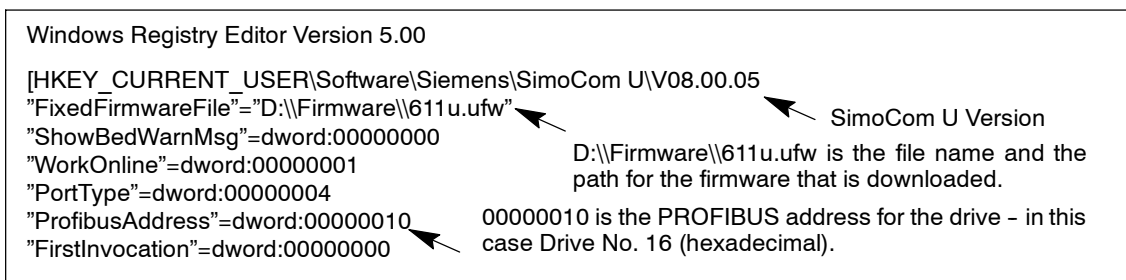 Windows Registry Editor Version 5.00
[HKEY_CURRENT_USER\Software\Siemens\SimoCom U\V08.00.05
”FixedFirmwareFile”=”D:\\Firmware\\611u.ufw”
SimoCom U Version
”ShowBedWarnMsg”=dword:00000000
D:\\Firmware\\611u.ufw is the file name and the
”WorkOnline”=dword:00000001
path for the firmware that is downloaded.
”PortType”=dword:00000004
”ProfibusAddress”=dword:00000010
00000010 is the PROFIBUS address for the drive – in this
”FirstInvocation”=dword:00000000
case Drive No. 16 (hexadecimal).